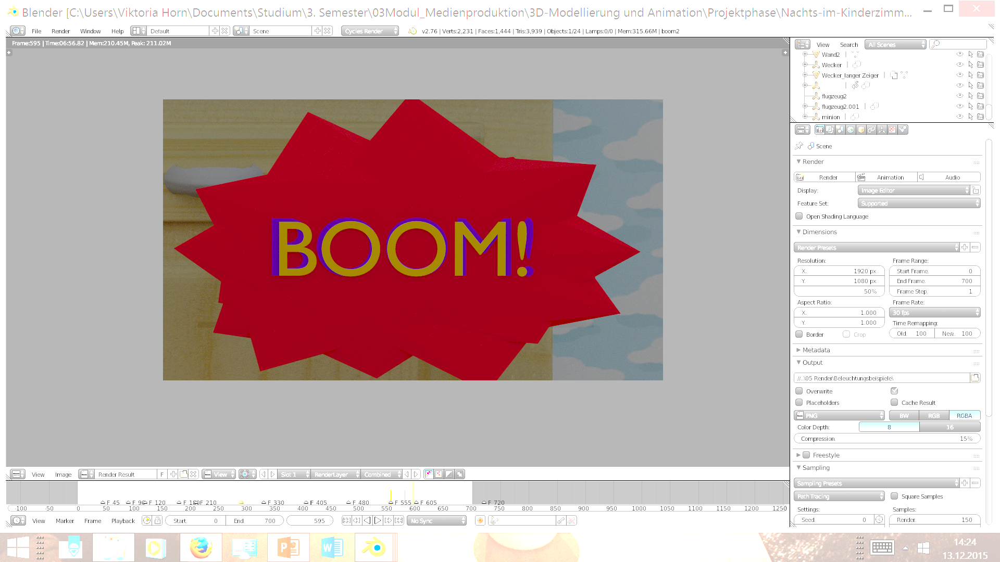 Blender [C:\Users\Viktoria Horn\Documents\Studium\3. Semester\03Modul_Medienproduktion\3D-Modellierung und Animation\Projektphase\Nachts-im-Kinderzimm...
File Render Window Help Default Scene Cycles Render v2.76 | Verts:2,231 | Faces:1,444 | Tris:3,939 | Objects:1/24 | Lamps:0/0 | Mem:315.66M | boom2
Frame:595 | Time:06:56.82 | Mem:210.45M, Peak: 211.02M
View Search All Scenes
Wand2
Wecker
Wecker_langer Zeiger
flugzeug2
flugzeug2.001
minion
Scene
Render
Render Animation Audio
Display: Image Editor
Feature Set: Supported
Open Shading Language
Dimensions
Render Presets
Resolution: Frame Range:
X: 1920 px Start Frame: 0
Y: 1080 px End Frame: 700
50% Frame Step: 1
Aspect Ratio: Frame Rate:
X: 1.000 30 fps
Y: 1.000 Time Remapping:
Border Crop Old: 100 New: 100
Metadata
Output
//..\05 Render\Beleuchtungsbeispiele\
Overwrite
Placeholders Cache Result
PNG BW RGB RGBA
Color Depth: 8 16
Compression: 15%
Freestyle
Sampling
Sampling Presets
Path Tracing Square Samples
Settings: Samples:
Seed: 0 Render: 150
BOOM!
View Image Render Result F View Slot 1 RenderLayer Combined
F 45 F 90 F 120 F 210 F 330 F 405 F 480 F 555 F 605 F 720
-100 -50 0 50 100 150 200 250 300 350 400 450 500 550 600 650 700 750 800 850 900 950 1000 1050 1100 1150 1200 1250
View Marker Frame Playback Start: 0 End: 700 595 No Sync
14:24
13.12.2015